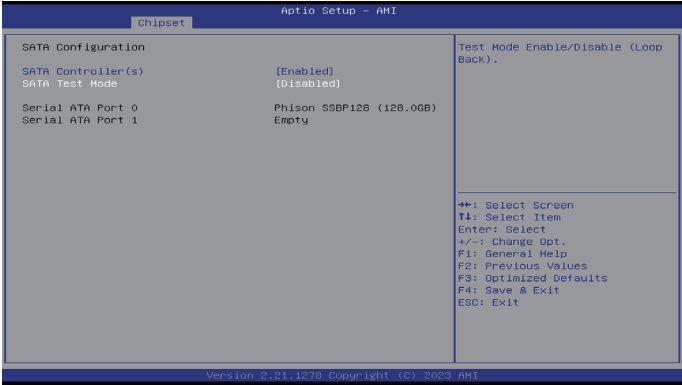 Aptio Setup – AMI
Chipset
SATA Configuration
SATA Controller(s) [Enabled]
SATA Test Mode [Disabled]
Serial ATA Port 0 Phison SSBP128 (128.0GB)
Serial ATA Port 1 Empty
Test Mode Enable/Disable (Loop
Back).
→←: Select Screen
↑↓: Select Item
Enter: Select
+/-: Change Opt.
F1: General Help
F2: Previous Values
F3: Optimized Defaults
F4: Save & Exit
ESC: Exit
Version 2.21.1278 Copyright (C) 2023 AMI